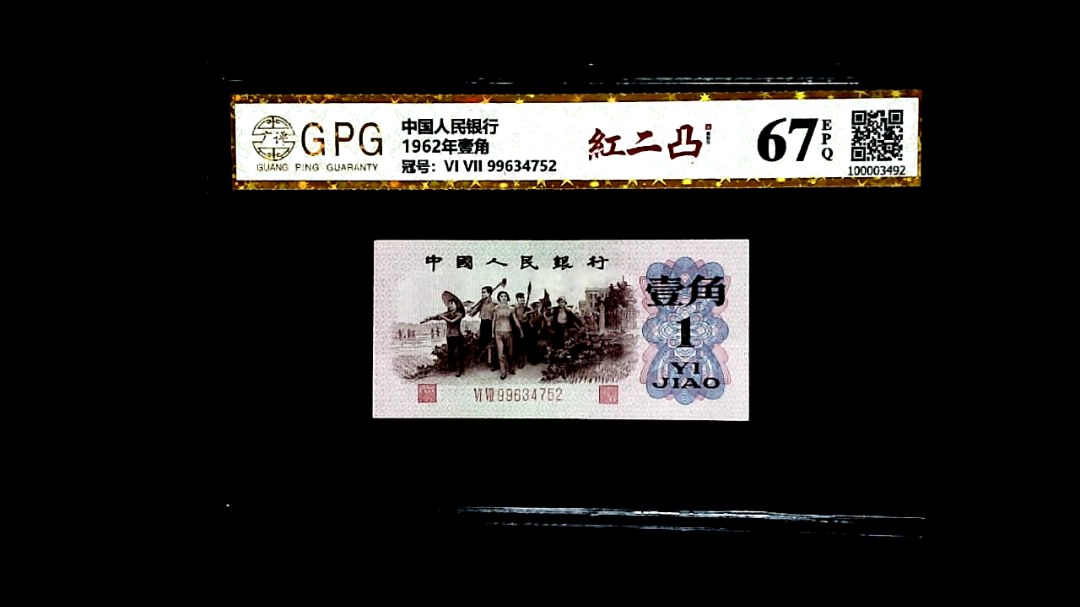 广评
GPG
GUANG PING GUARANTY
中国人民银行
1962年壹角
冠号：VI VII 99634752
紅二凸
67
EPQ
100003492
中國人民銀行
壹角
1
YI
JIAO
VI VII 99634752